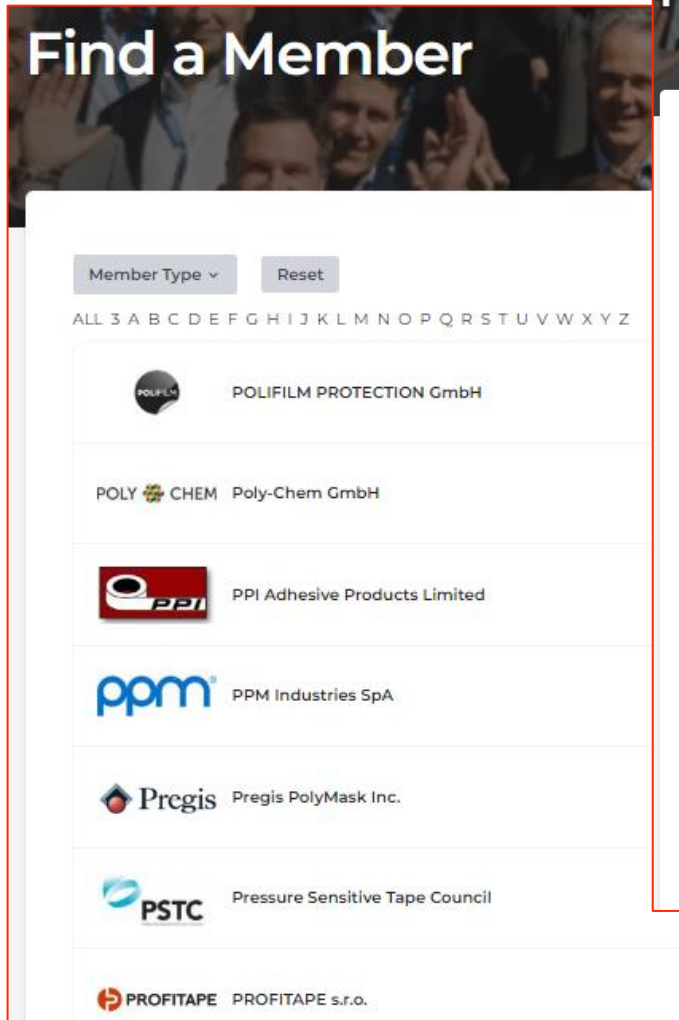 Find a Member
Member Type Reset
ALL 3 A B C D E F G H I J K L M N O P Q R S T U V W X Y Z
POLIFILM POLIFILM PROTECTION GmbH
POLY CHEM Poly-Chem GmbH
PPI PPI Adhesive Products Limited
ppm® PPM Industries SpA
Pregis Pregis PolyMask Inc.
PSTC Pressure Sensitive Tape Council
PROFITAPE PROFITAPE s.r.o.